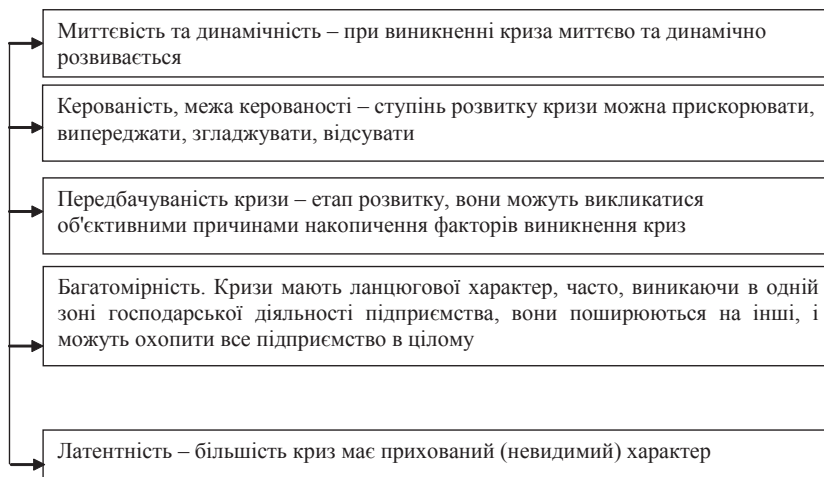 Миттєвість та динамічність – при виникненні криза миттєво та динамічно
розвивається
Керованість, межа керованості – ступінь розвитку кризи можна прискорювати,
випереджати, згладжувати, відсувати
Передбачуваність кризи – етап розвитку, вони можуть викликатися
об'єктивними причинами накопичення факторів виникнення криз
Багатомірність. Кризи мають ланцюгової характер, часто, виникаючи в одній
зоні господарської діяльності підприємства, вони поширюються на інші, і
можуть охопити все підприємство в цілому
Латентність – більшість криз має прихований (невидимий) характер